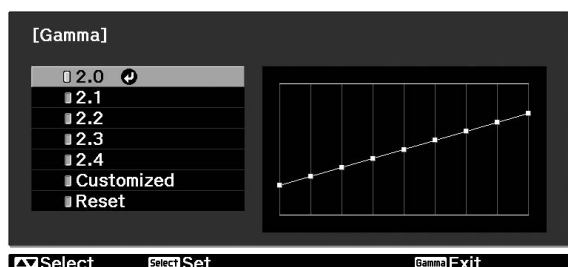 [Gamma]
2.0
2.1
2.2
2.3
2.4
Customized
Reset
Select Select Set Gamma Exit